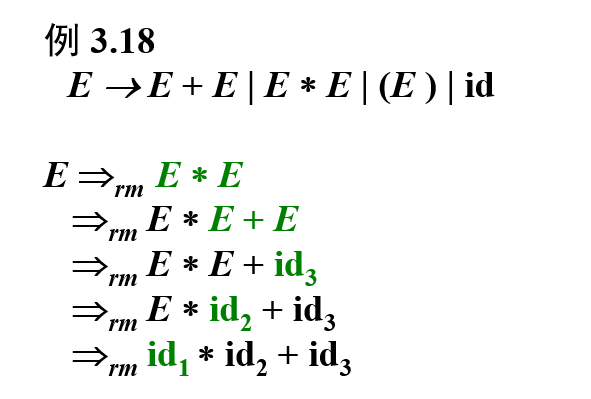 例 3.18
E → E + E | E * E | (E ) | id
E ⇒rm E * E
⇒rm E * E + E
⇒rm E * E + id3
⇒rm E * id2 + id3
⇒rm id1 * id2 + id3